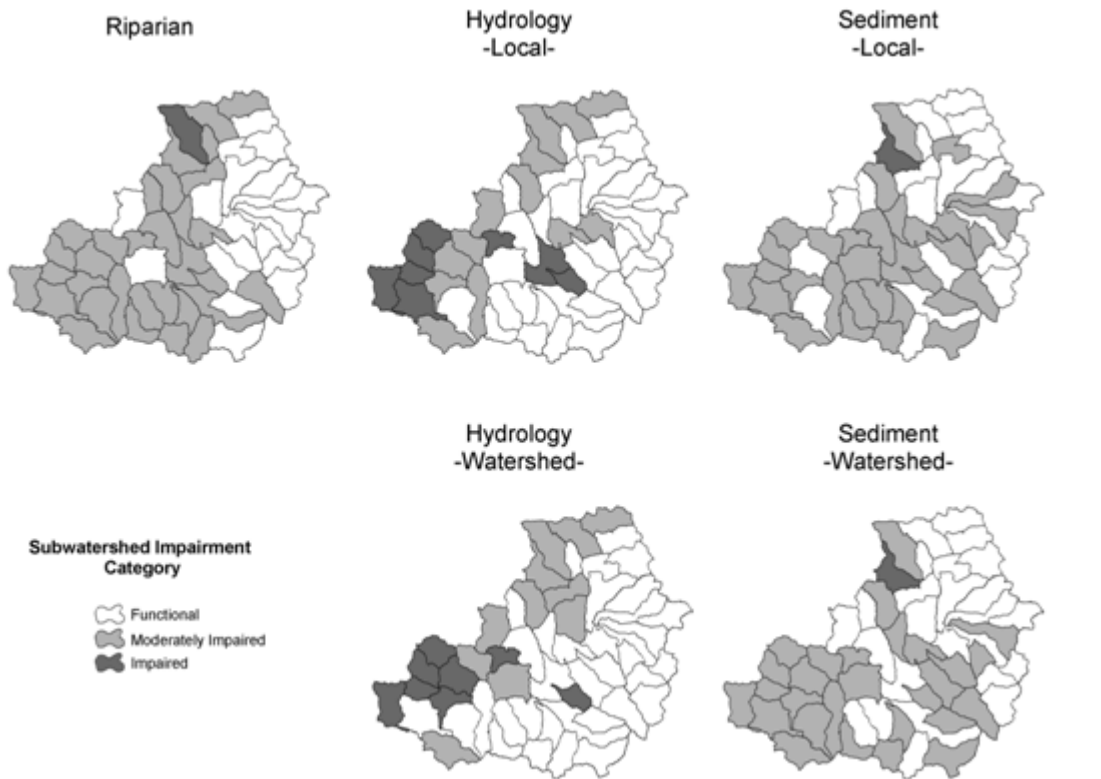 Riparian
Hydrology
-Local-
Sediment
-Local-
Hydrology
-Watershed-
Sediment
-Watershed-
Subwatershed Impairment
Category
Functional
Moderately Impaired
Impaired